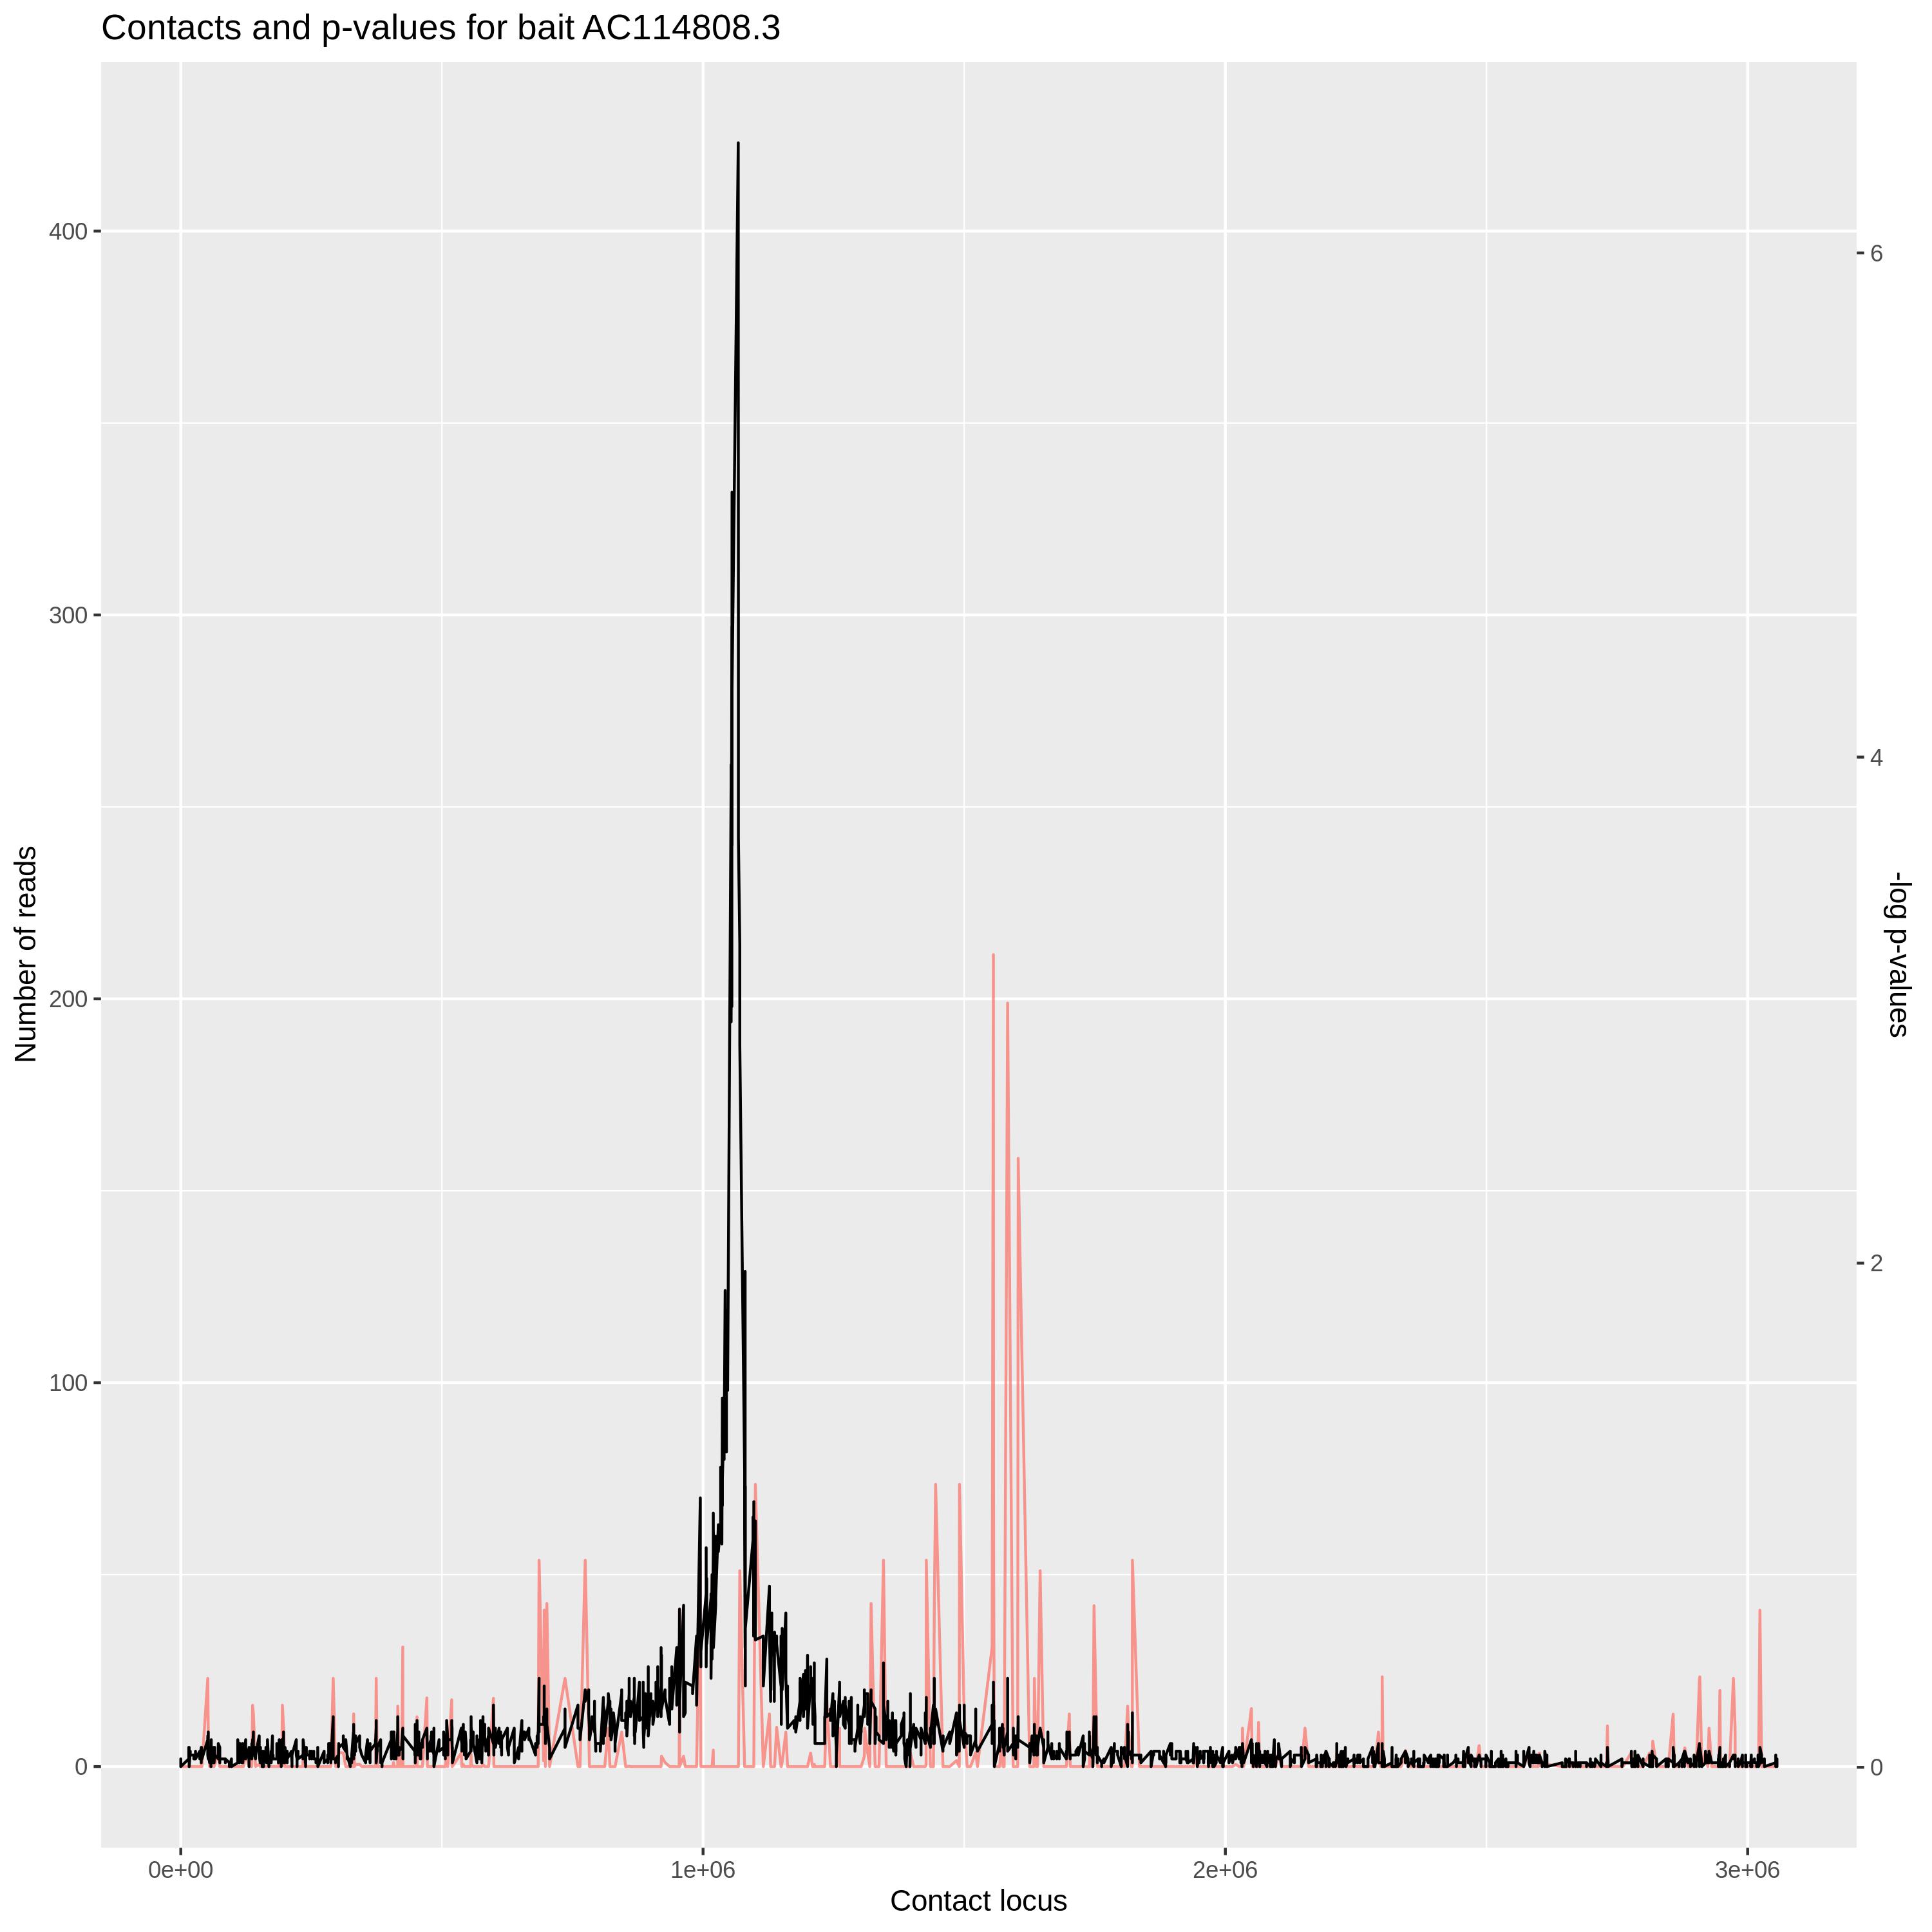 Contacts and p-values for bait AC114808.3
400
300
200
100
0
Number of reads
6
4
2
0
-log p-values
0e+00
1e+06
2e+06
3e+06
Contact locus